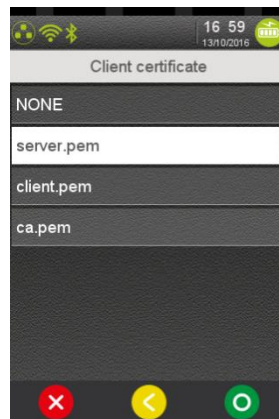 16 59
13/10/2016
Client certificate
NONE
server.pem
client.pem
ca.pem